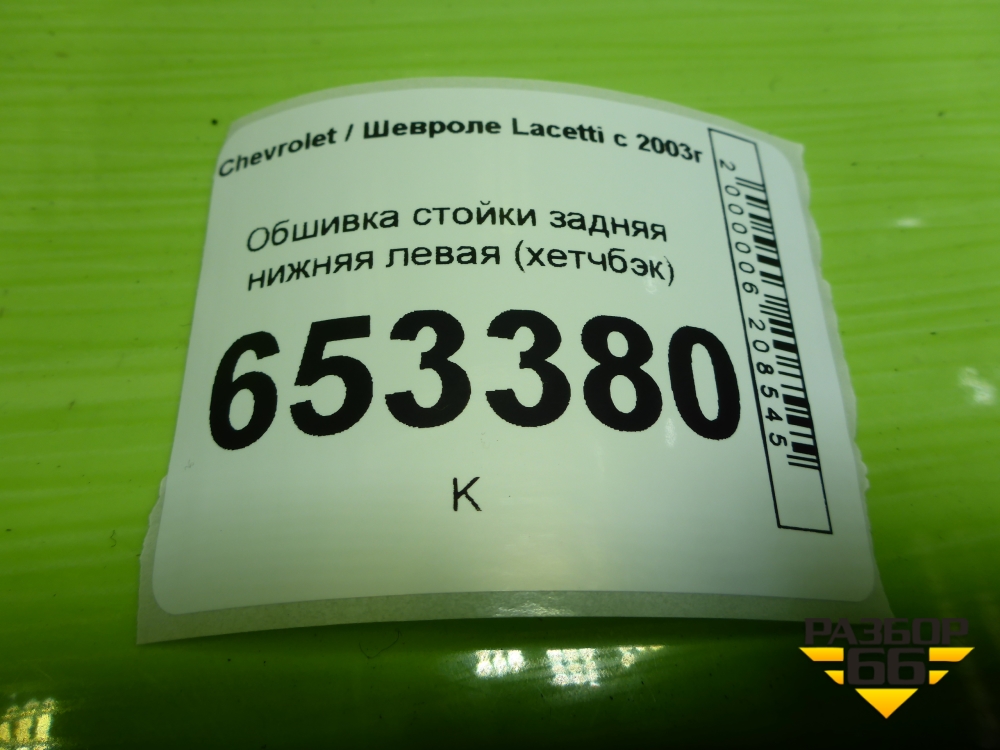 Chevrolet / Шевроле Lacetti с 2003г
Обшивка стойки задняя
нижняя левая (хетчбэк)
653380
К
2000006208545
РАЗБОР
66